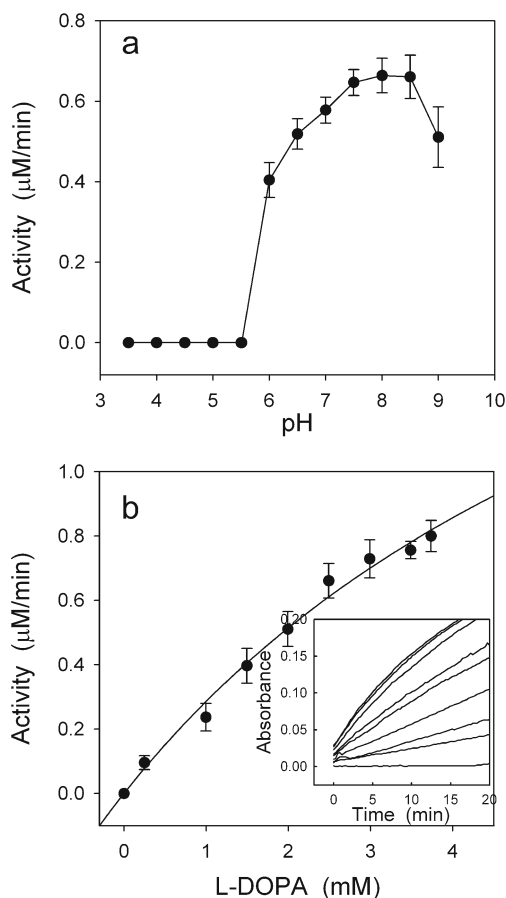 a
0.8
0.6
0.4
0.2
0.0
Activity (μM/min)
3 4 5 6 7 8 9 10
pH
b
1.0
0.8
0.6
0.4
0.2
0.0
Activity (μM/min)
0.20
0.15
0.10
0.05
0.00
Absorbance
0 5 10 15 20
Time (min)
0 1 2 3 4
L-DOPA (mM)